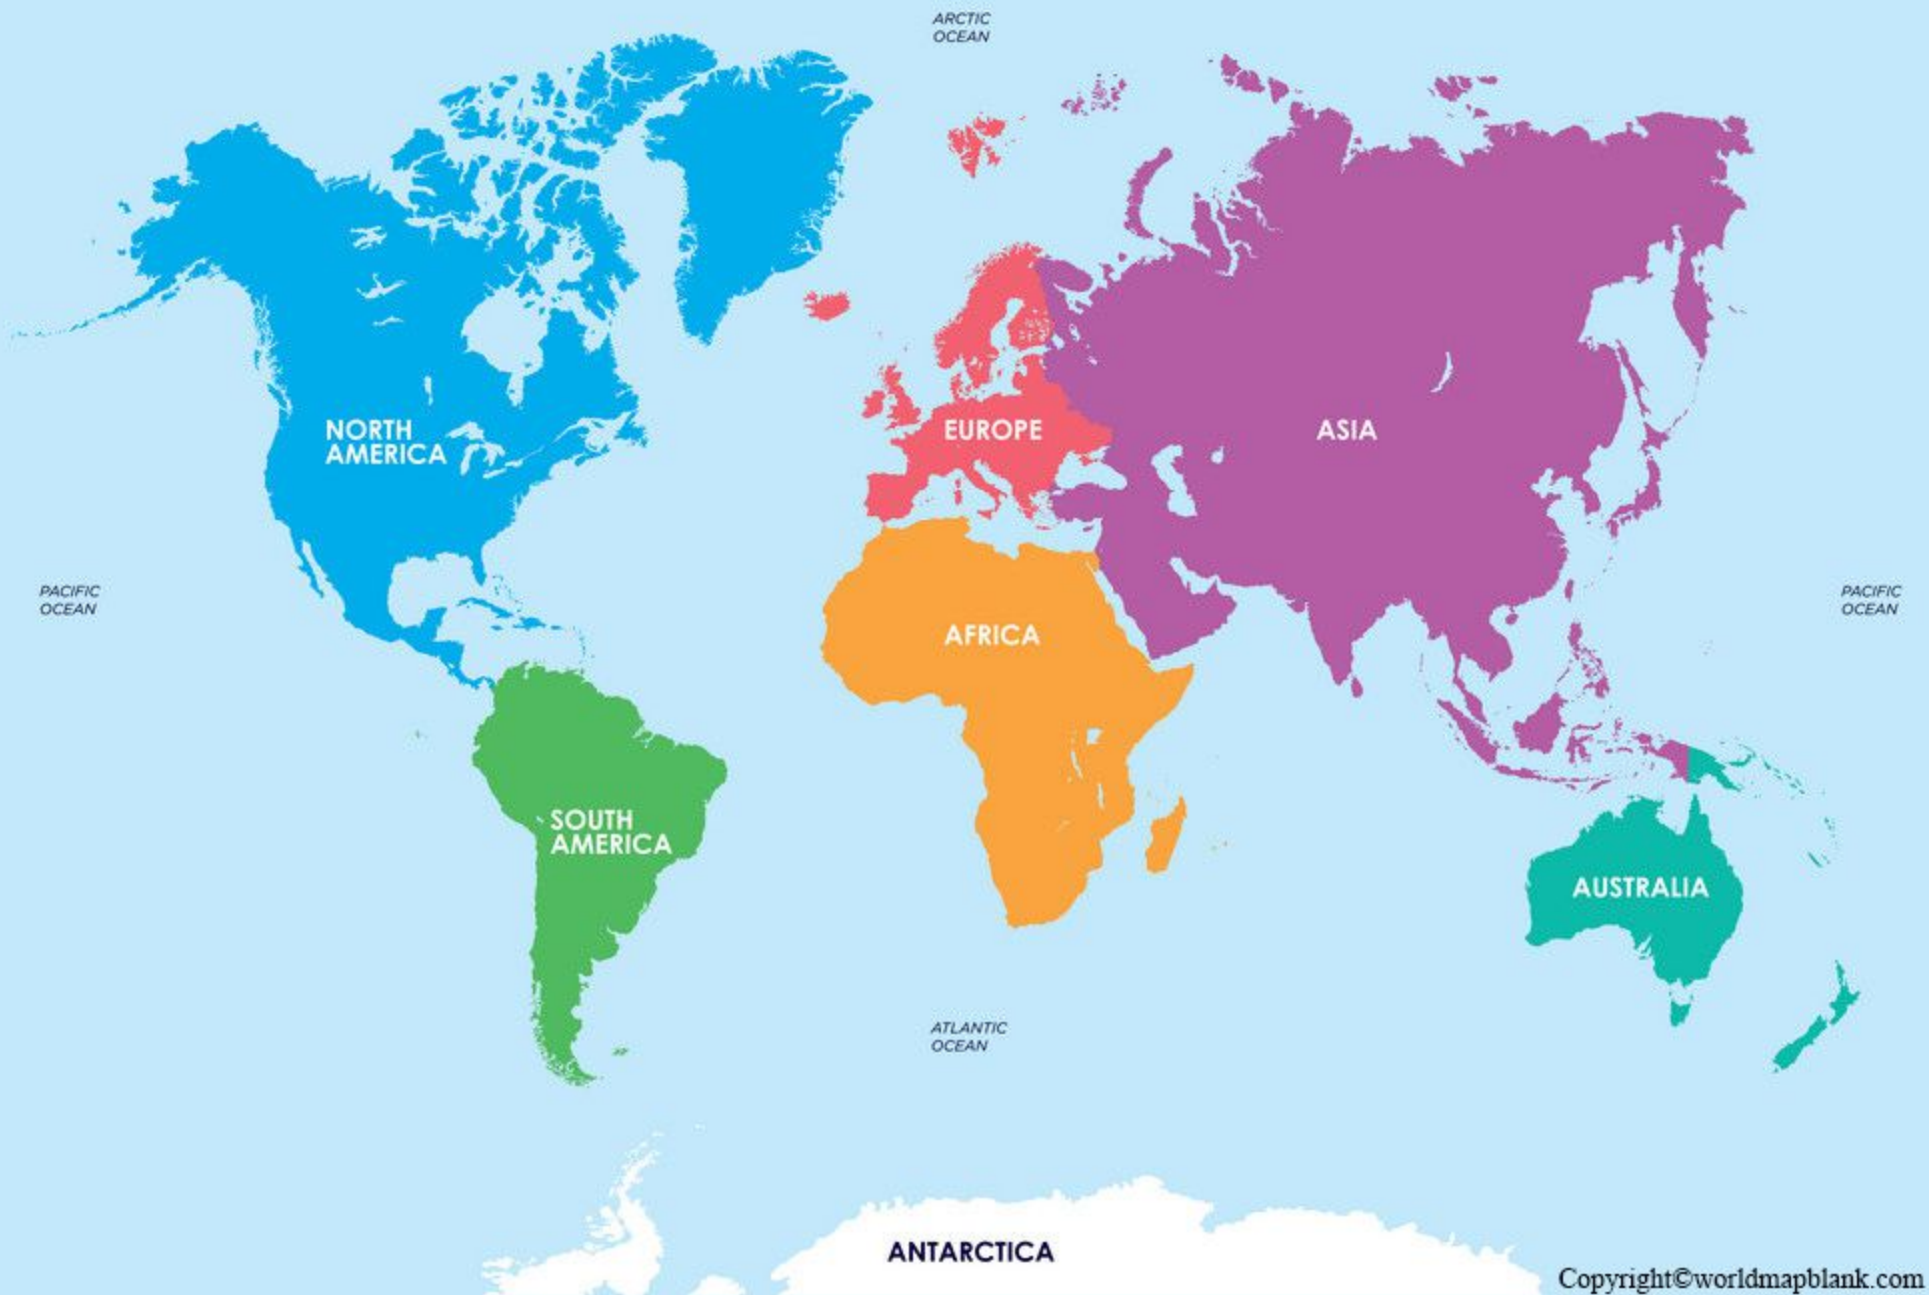 ARCTIC
OCEAN
NORTH
AMERICA
EUROPE
ASIA
PACIFIC
OCEAN
PACIFIC
OCEAN
AFRICA
SOUTH
AMERICA
AUSTRALIA
ATLANTIC
OCEAN
ANTARCTICA
Copyright©worldmapblank.com